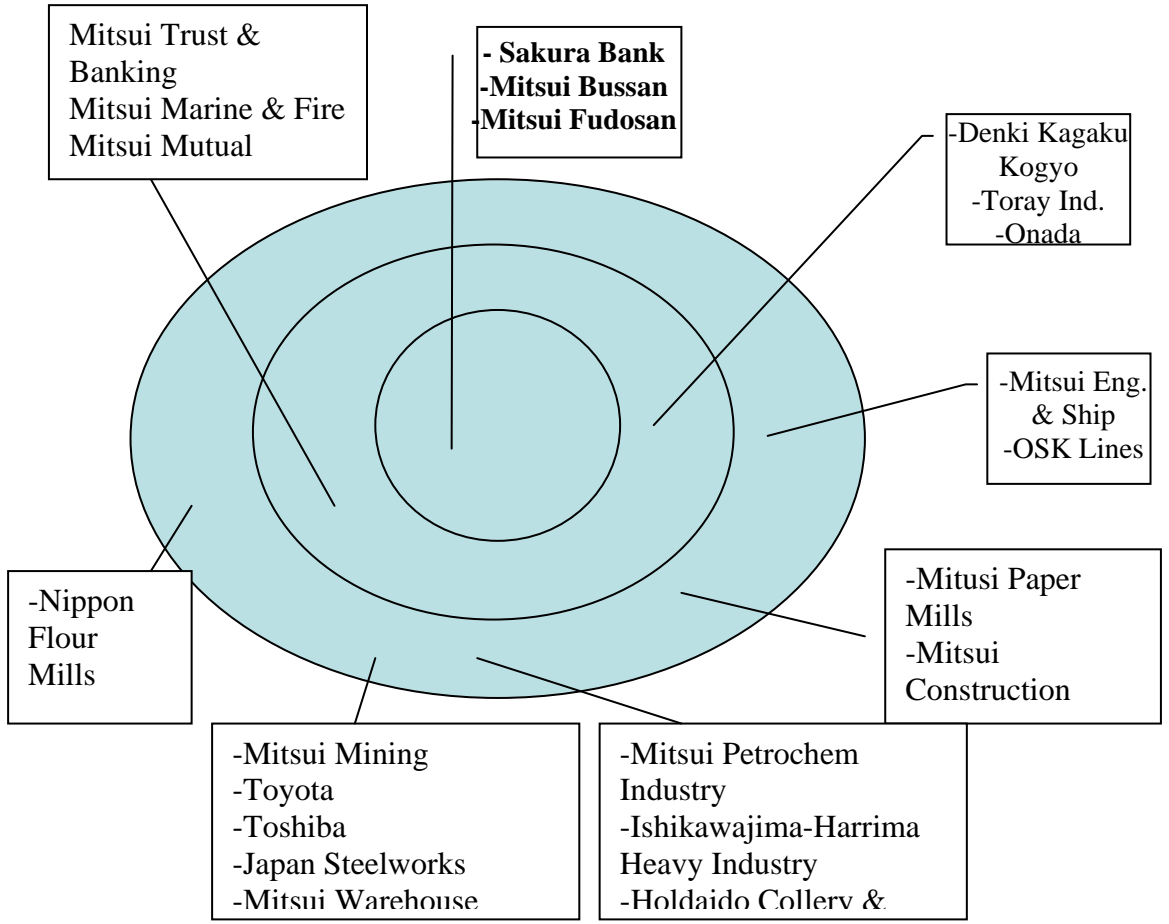 Mitsui Trust &
Banking
Mitsui Marine & Fire
Mitsui Mutual
- Sakura Bank
-Mitsui Bussan
-Mitsui Fudosan
-Denki Kagaku
Kogyo
-Toray Ind.
-Onada
-Mitsui Eng.
& Ship
-OSK Lines
-Nippon
Flour
Mills
-Mitusi Paper
Mills
-Mitsui
Construction
-Mitsui Mining
-Toyota
-Toshiba
-Japan Steelworks
-Mitsui Warehouse
-Mitsui Petrochem
Industry
-Ishikawajima-Harrima
Heavy Industry
-Holdaido Collery &